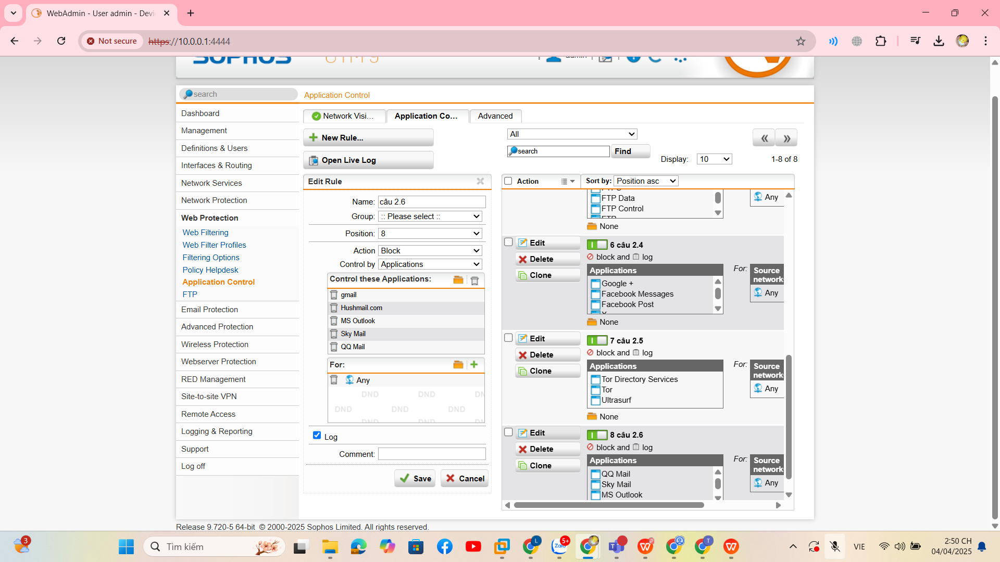 WebAdmin - User admin - Devi
Not secure
https://10.0.0.1:4444
SOPHOS
UTM 9
admin
search
Application Control
Dashboard
Management
Definitions & Users
Interfaces & Routing
Network Services
Network Protection
Web Protection
Web Filtering
Web Filter Profiles
Filtering Options
Policy Helpdesk
Application Control
FTP
Email Protection
Advanced Protection
Wireless Protection
Webserver Protection
RED Management
Site-to-site VPN
Remote Access
Logging & Reporting
Support
Log off
Network Visi...
Application Co...
Advanced
New Rule...
Open Live Log
All
search
Find
Display: 10
1-8 of 8
Edit Rule
Name: câu 2.6
Group: :: Please select ::
Position: 8
Action Block
Control by Applications
Control these Applications:
gmail
Hushmail.com
MS Outlook
Sky Mail
QQ Mail
For:
Any
DND DND DN
DND DND DND
DND DND DN
Log
Comment:
Save
Cancel
Action
Sort by: Position asc
FTP Data
FTP Control
FTP
Any
None
Edit
Delete
Clone
6 câu 2.4
block and log
Applications
Google +
Facebook Messages
Facebook Post
X
For:
Source
network
Any
None
Edit
Delete
Clone
7 câu 2.5
block and log
Applications
Tor Directory Services
Tor
Ultrasurf
For:
Source
network
Any
None
Edit
Delete
Clone
8 câu 2.6
block and log
Applications
QQ Mail
Sky Mail
MS Outlook
For:
Source
network
Any
Release 9.720-5 64-bit © 2000-2025 Sophos Limited. All rights reserved.
3
Tìm kiếm
L
Zalo
5+
T
VIE
2:50 CH
04/04/2025